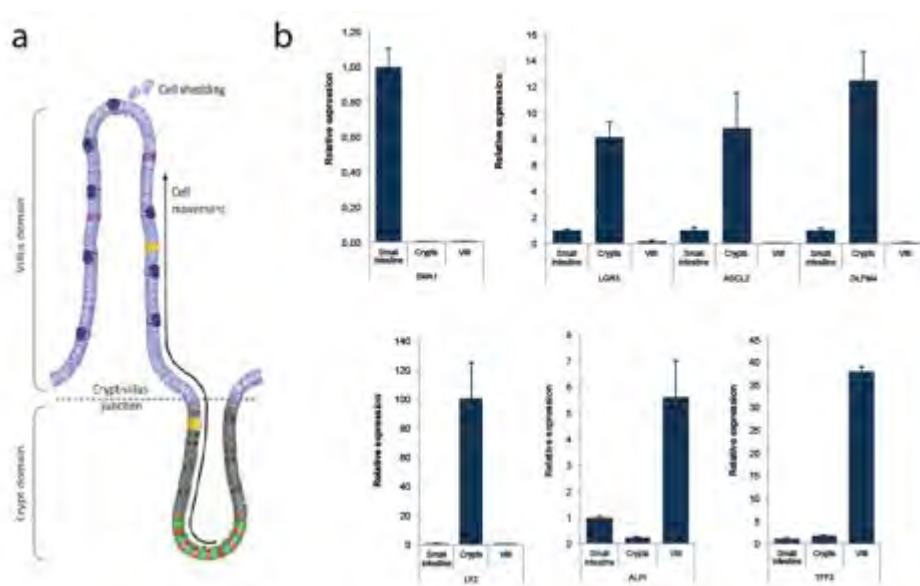 a
Cell shedding
Cell
movement
Villus domain
Crypt-villus
junction
Crypt domain
b
Relative expression
1,20
1,00
0,80
0,60
0,40
0,20
0,00
Small
intestine
Crypts
Villi
Relative expression
16
14
12
10
8
6
4
2
0
Small
intestine
Crypts
Villi
Small
intestine
Crypts
Villi
Small
intestine
Crypts
Villi
LGR5
ASCL2
OLFM4
Relative expression
140
120
100
80
60
40
20
0
Small
intestine
Crypts
Villi
LYZ
Relative expression
8
7
6
5
4
3
2
1
0
Small
intestine
Crypts
Villi
ALPI
Relative expression
45
40
35
30
25
20
15
10
5
0
Small
intestine
Crypts
Villi
TFF3